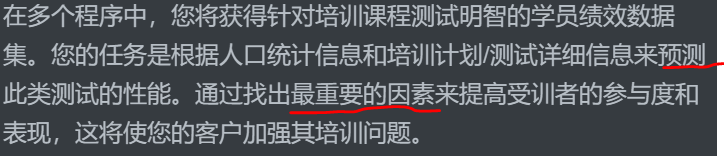 在多个程序中，您将获得针对培训课程测试明智的学员绩效数据
集。您的任务是根据人口统计信息和培训计划/测试详细信息来预测
此类测试的性能。通过找出最重要的因素来提高受训者的参与度和
表现，这将使您的客户加强其培训问题。